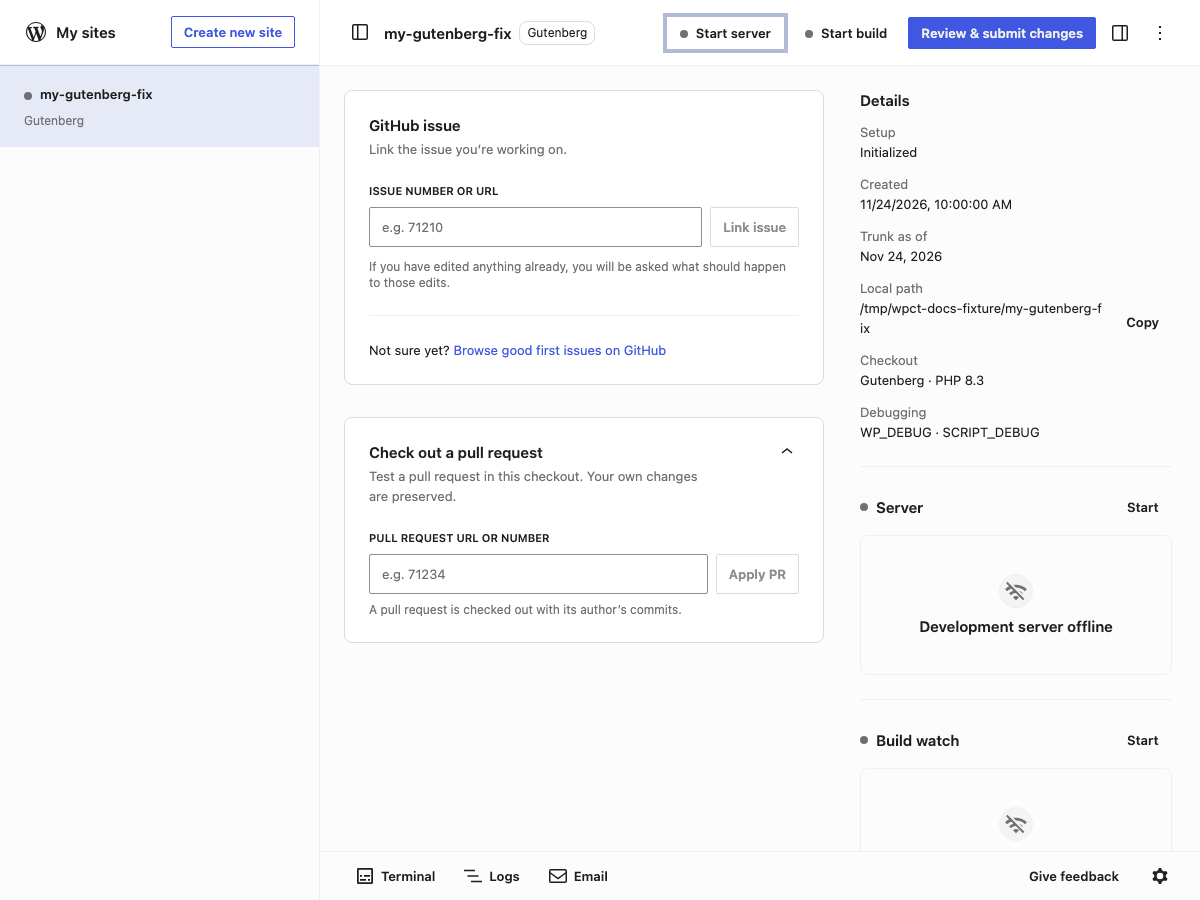 My sites
Create new site
my-gutenberg-fix
Gutenberg
my-gutenberg-fix
Gutenberg
Start server
Start build
Review & submit changes
GitHub issue
Link the issue you're working on.
ISSUE NUMBER OR URL
e.g. 71210
Link issue
If you have edited anything already, you will be asked what should happen
to those edits.
Not sure yet? Browse good first issues on GitHub
Check out a pull request
Test a pull request in this checkout. Your own changes
are preserved.
PULL REQUEST URL OR NUMBER
e.g. 71234
Apply PR
A pull request is checked out with its author's commits.
Details
Setup
Initialized
Created
11/24/2026, 10:00:00 AM
Trunk as of
Nov 24, 2026
Local path
/tmp/wpct-docs-fixture/my-gutenberg-f
ix
Copy
Checkout
Gutenberg · PHP 8.3
Debugging
WP_DEBUG · SCRIPT_DEBUG
Server
Start
Development server offline
Build watch
Start
Terminal
Logs
Email
Give feedback